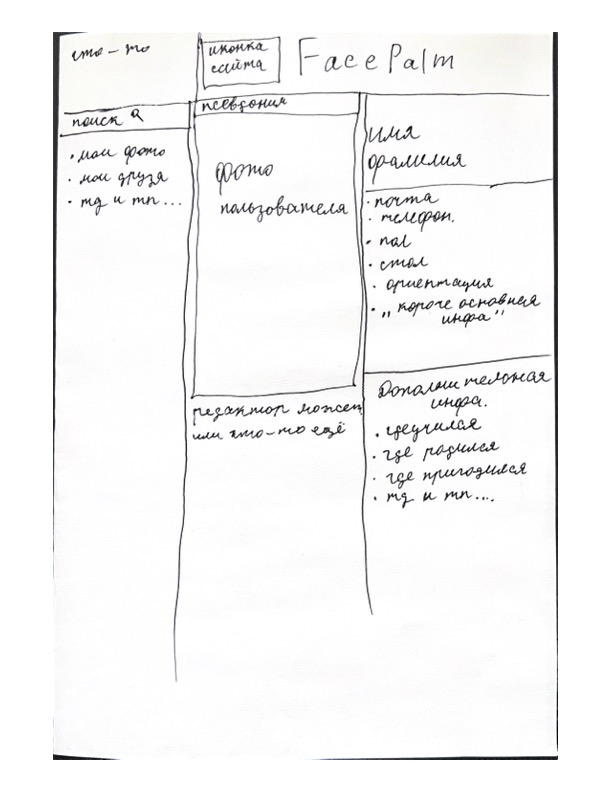 что-то
иконка
сайта
FacePalm
поиск
псевдоним
• мои фото
• мои друзья
• тд и тп...
фото
пользователя
имя
фамилия
• почта
• телефон.
• пол
• стол
• ориентация
• „короче основная
инфа"
редактор может
или что-то ещё
Дополнительная
инфа.
• где учился
• где родился
• где пригодился
• тд и тп....